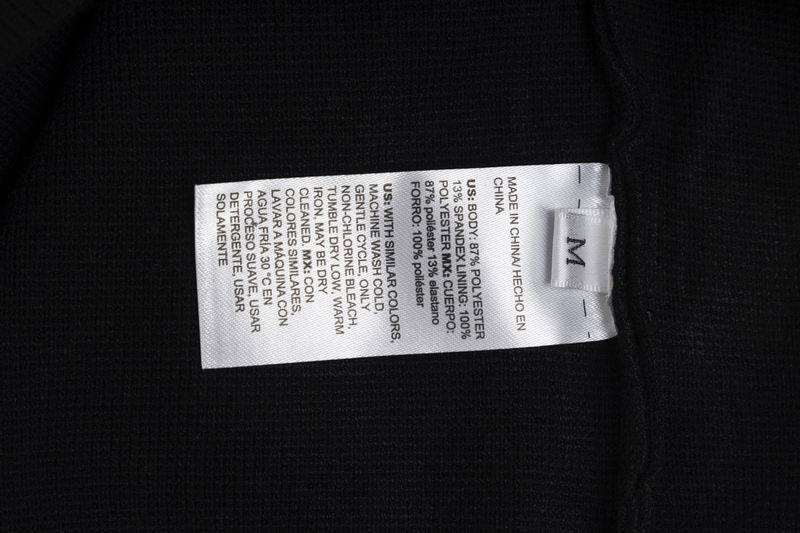 M
MADE IN CHINA/ HECHO EN
CHINA
US: BODY: 87% POLYESTER
13% SPANDEX LINING: 100%
POLYESTER MX: CUERPO:
87% poliéster 13% elastano
FORRO: 100% poliéster
US: WITH SIMILAR COLORS,
MACHINE WASH COLD,
GENTLE CYCLE, ONLY
NON-CHLORINE BLEACH,
TUMBLE DRY LOW, WARM
IRON, MAY BE DRY
CLEANED. MX: CON
COLORES SIMILARES,
LAVAR A MÁQUINA CON
AGUA FRÍA 30 °C EN
PROCESO SUAVE, USAR
DETERGENTE, USAR
SOLAMENTE